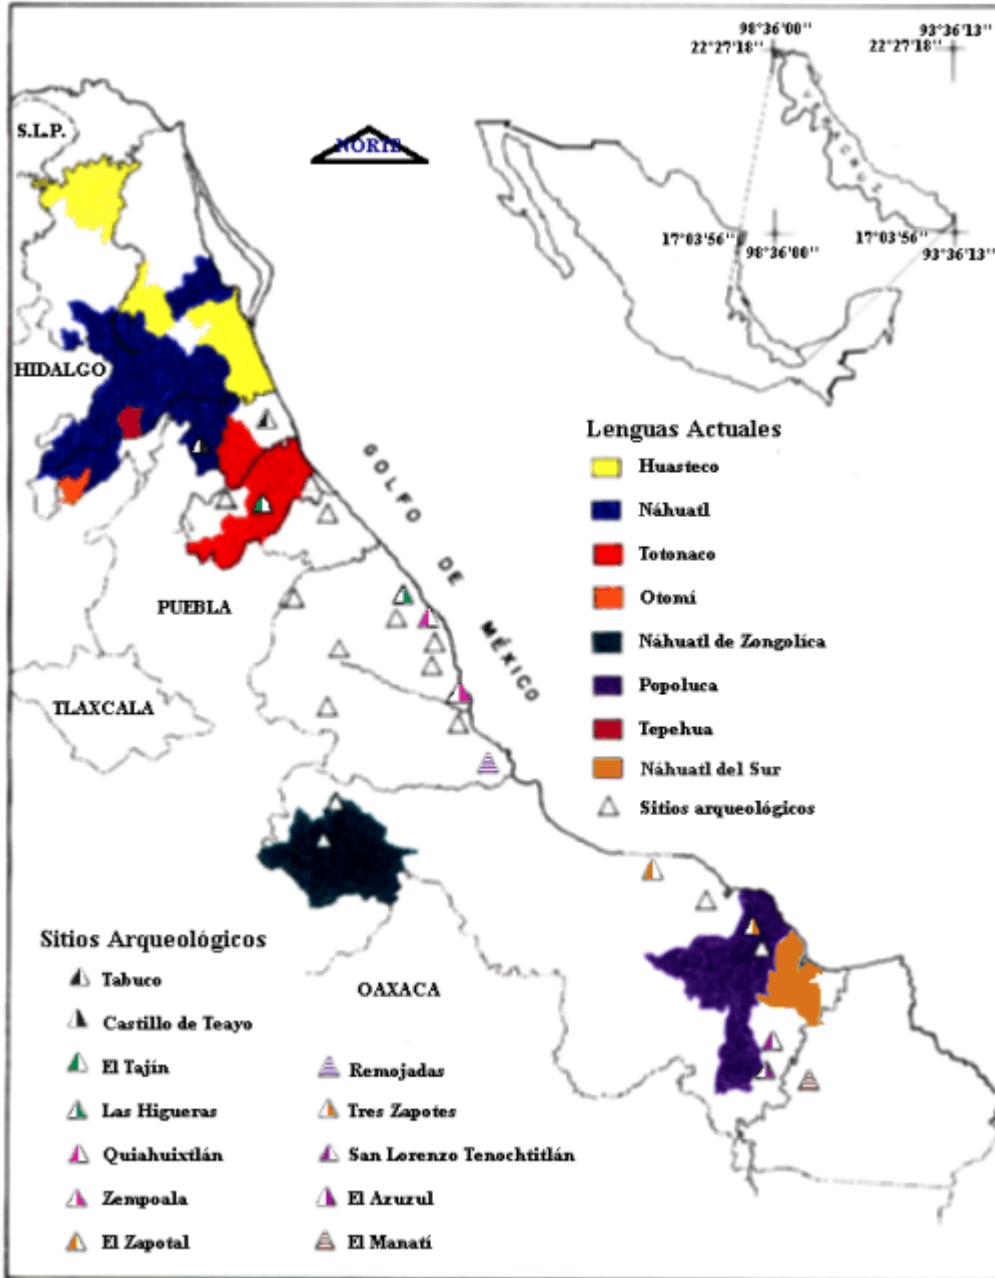 98°36'00"
93°36'13"
22°27'18"
22°27'18"
S.L.P.
NORTE
VERACRUZ
17°03'56"
98°36'00"
17°03'56"
93°36'13"
HIDALGO
GOLFO DE MÉXICO
PUEBLA
TLAXCALA
OAXACA
Lenguas Actuales
Huasteco
Náhuatl
Totonaco
Otomí
Náhuatl de Zongolica
Popoluca
Tepehua
Náhuatl del Sur
Sitios arqueológicos
Sitios Arqueológicos
Tabuco
Castillo de Teayo
El Tajín
Las Higueras
Quiahuixtlán
Zempoala
El Zapotal
Remojadas
Tres Zapotes
San Lorenzo Tenochtitlán
El Azuzul
El Manatí